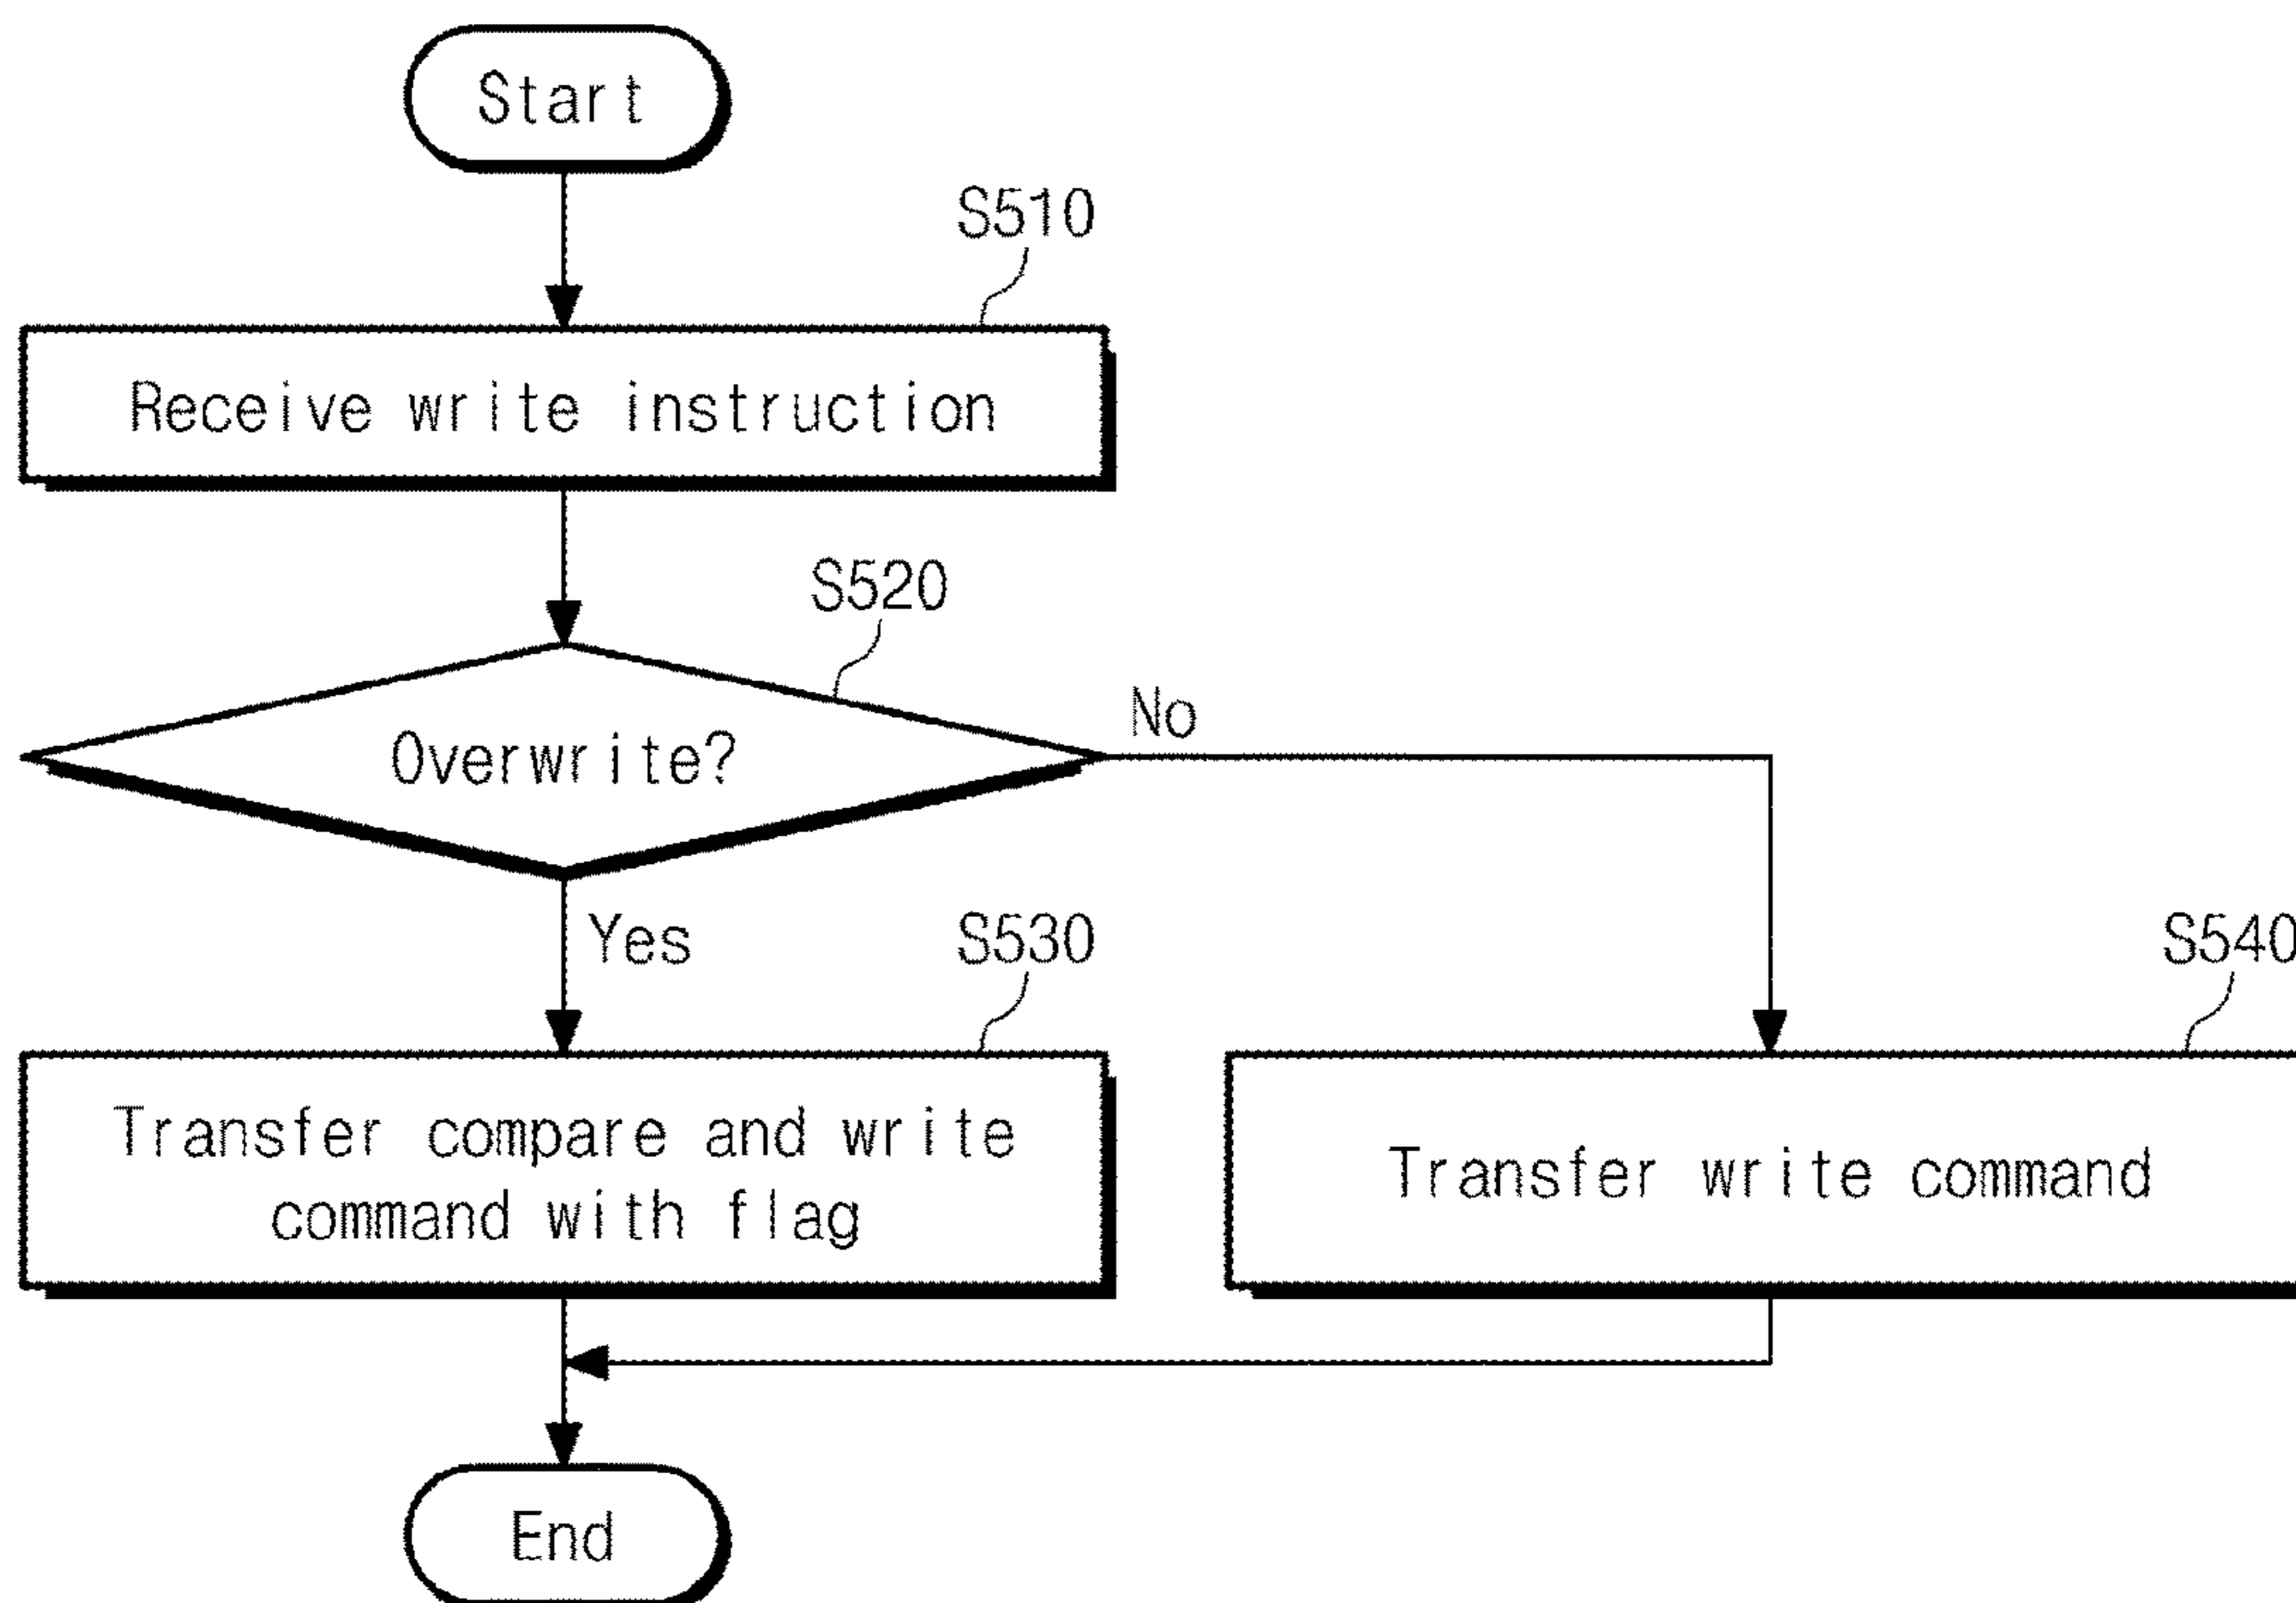 Start
S510
Receive write instruction
S520
Overwrite?
No
Yes
S530
S540
Transfer compare and write
command with flag
Transfer write command
End